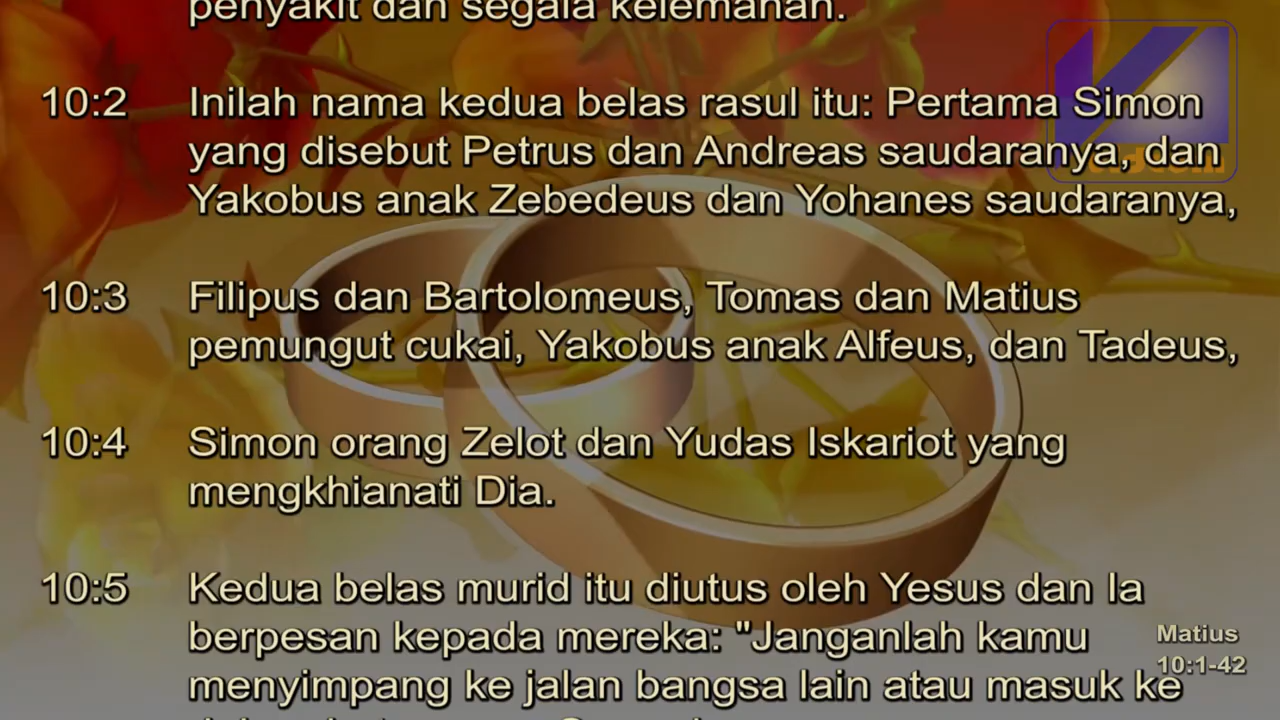 penyakit dan segala kelemahan.
10:2 Inilah nama kedua belas rasul itu: Pertama Simon
yang disebut Petrus dan Andreas saudaranya, dan
Yakobus anak Zebedeus dan Yohanes saudaranya,
10:3 Filipus dan Bartolomeus, Tomas dan Matius
pemungut cukai, Yakobus anak Alfeus, dan Tadeus,
10:4 Simon orang Zelot dan Yudas Iskariot yang
mengkhianati Dia.
10:5 Kedua belas murid itu diutus oleh Yesus dan Ia
berpesan kepada mereka: "Janganlah kamu
menyimpang ke jalan bangsa lain atau masuk ke
Matius
10:1-42